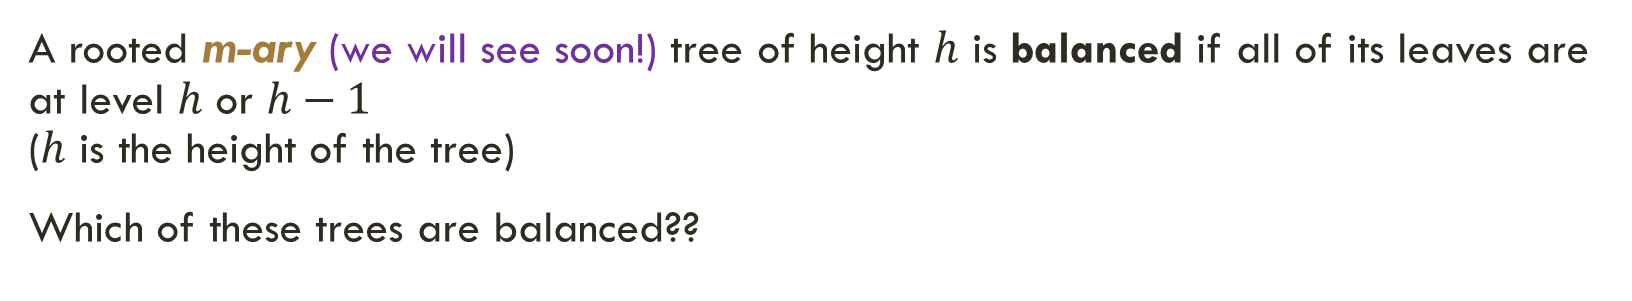 A rooted m-ary (we will see soon!) tree of height h is balanced if all of its leaves are
at level h or h − 1
(h is the height of the tree)
Which of these trees are balanced??